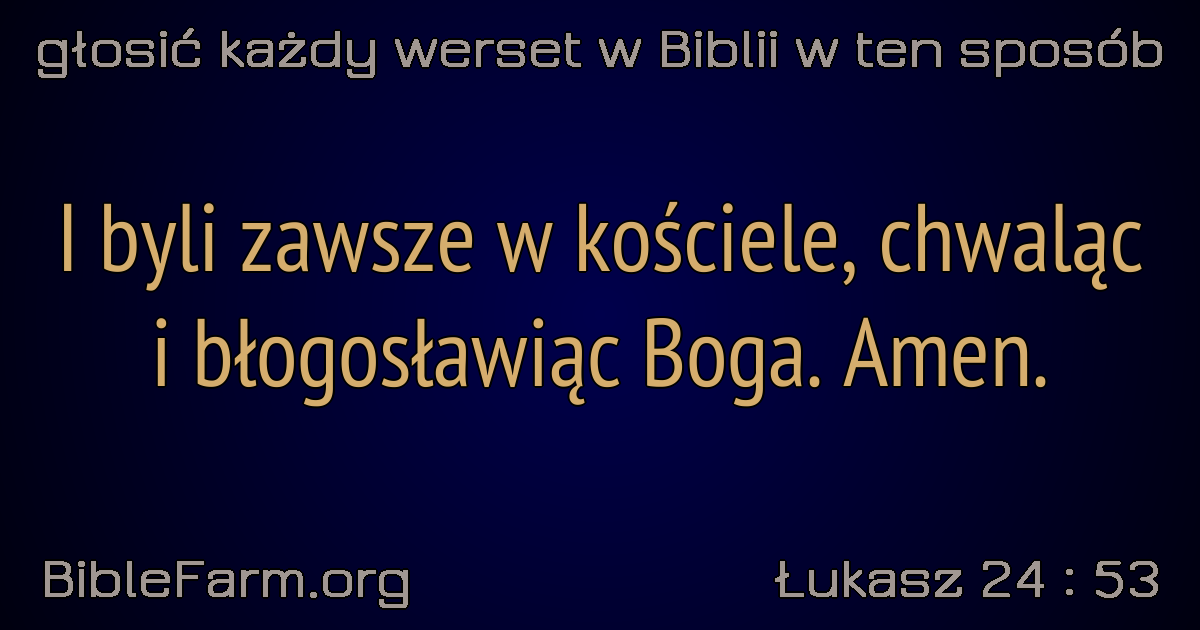 głosić każdy werset w Biblii w ten sposób
I byli zawsze w kościele, chwaląc
i błogosławiąc Boga. Amen.
BibleFarm.org
Łukasz 24 : 53